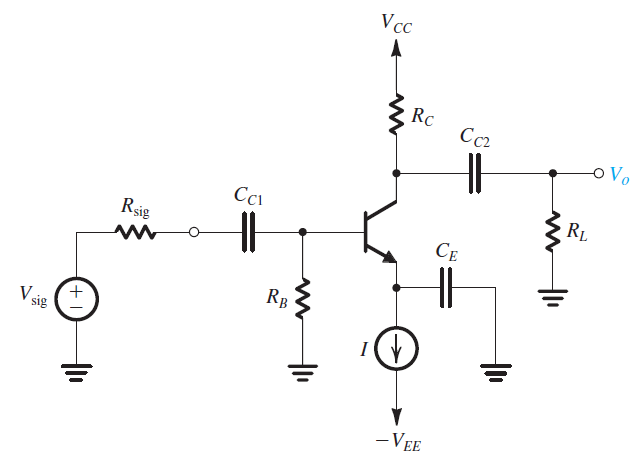 V_CC
R_C
C_C2
V_o
R_sig
C_C1
R_L
C_E
V_sig
+
−
R_B
I
−V_EE